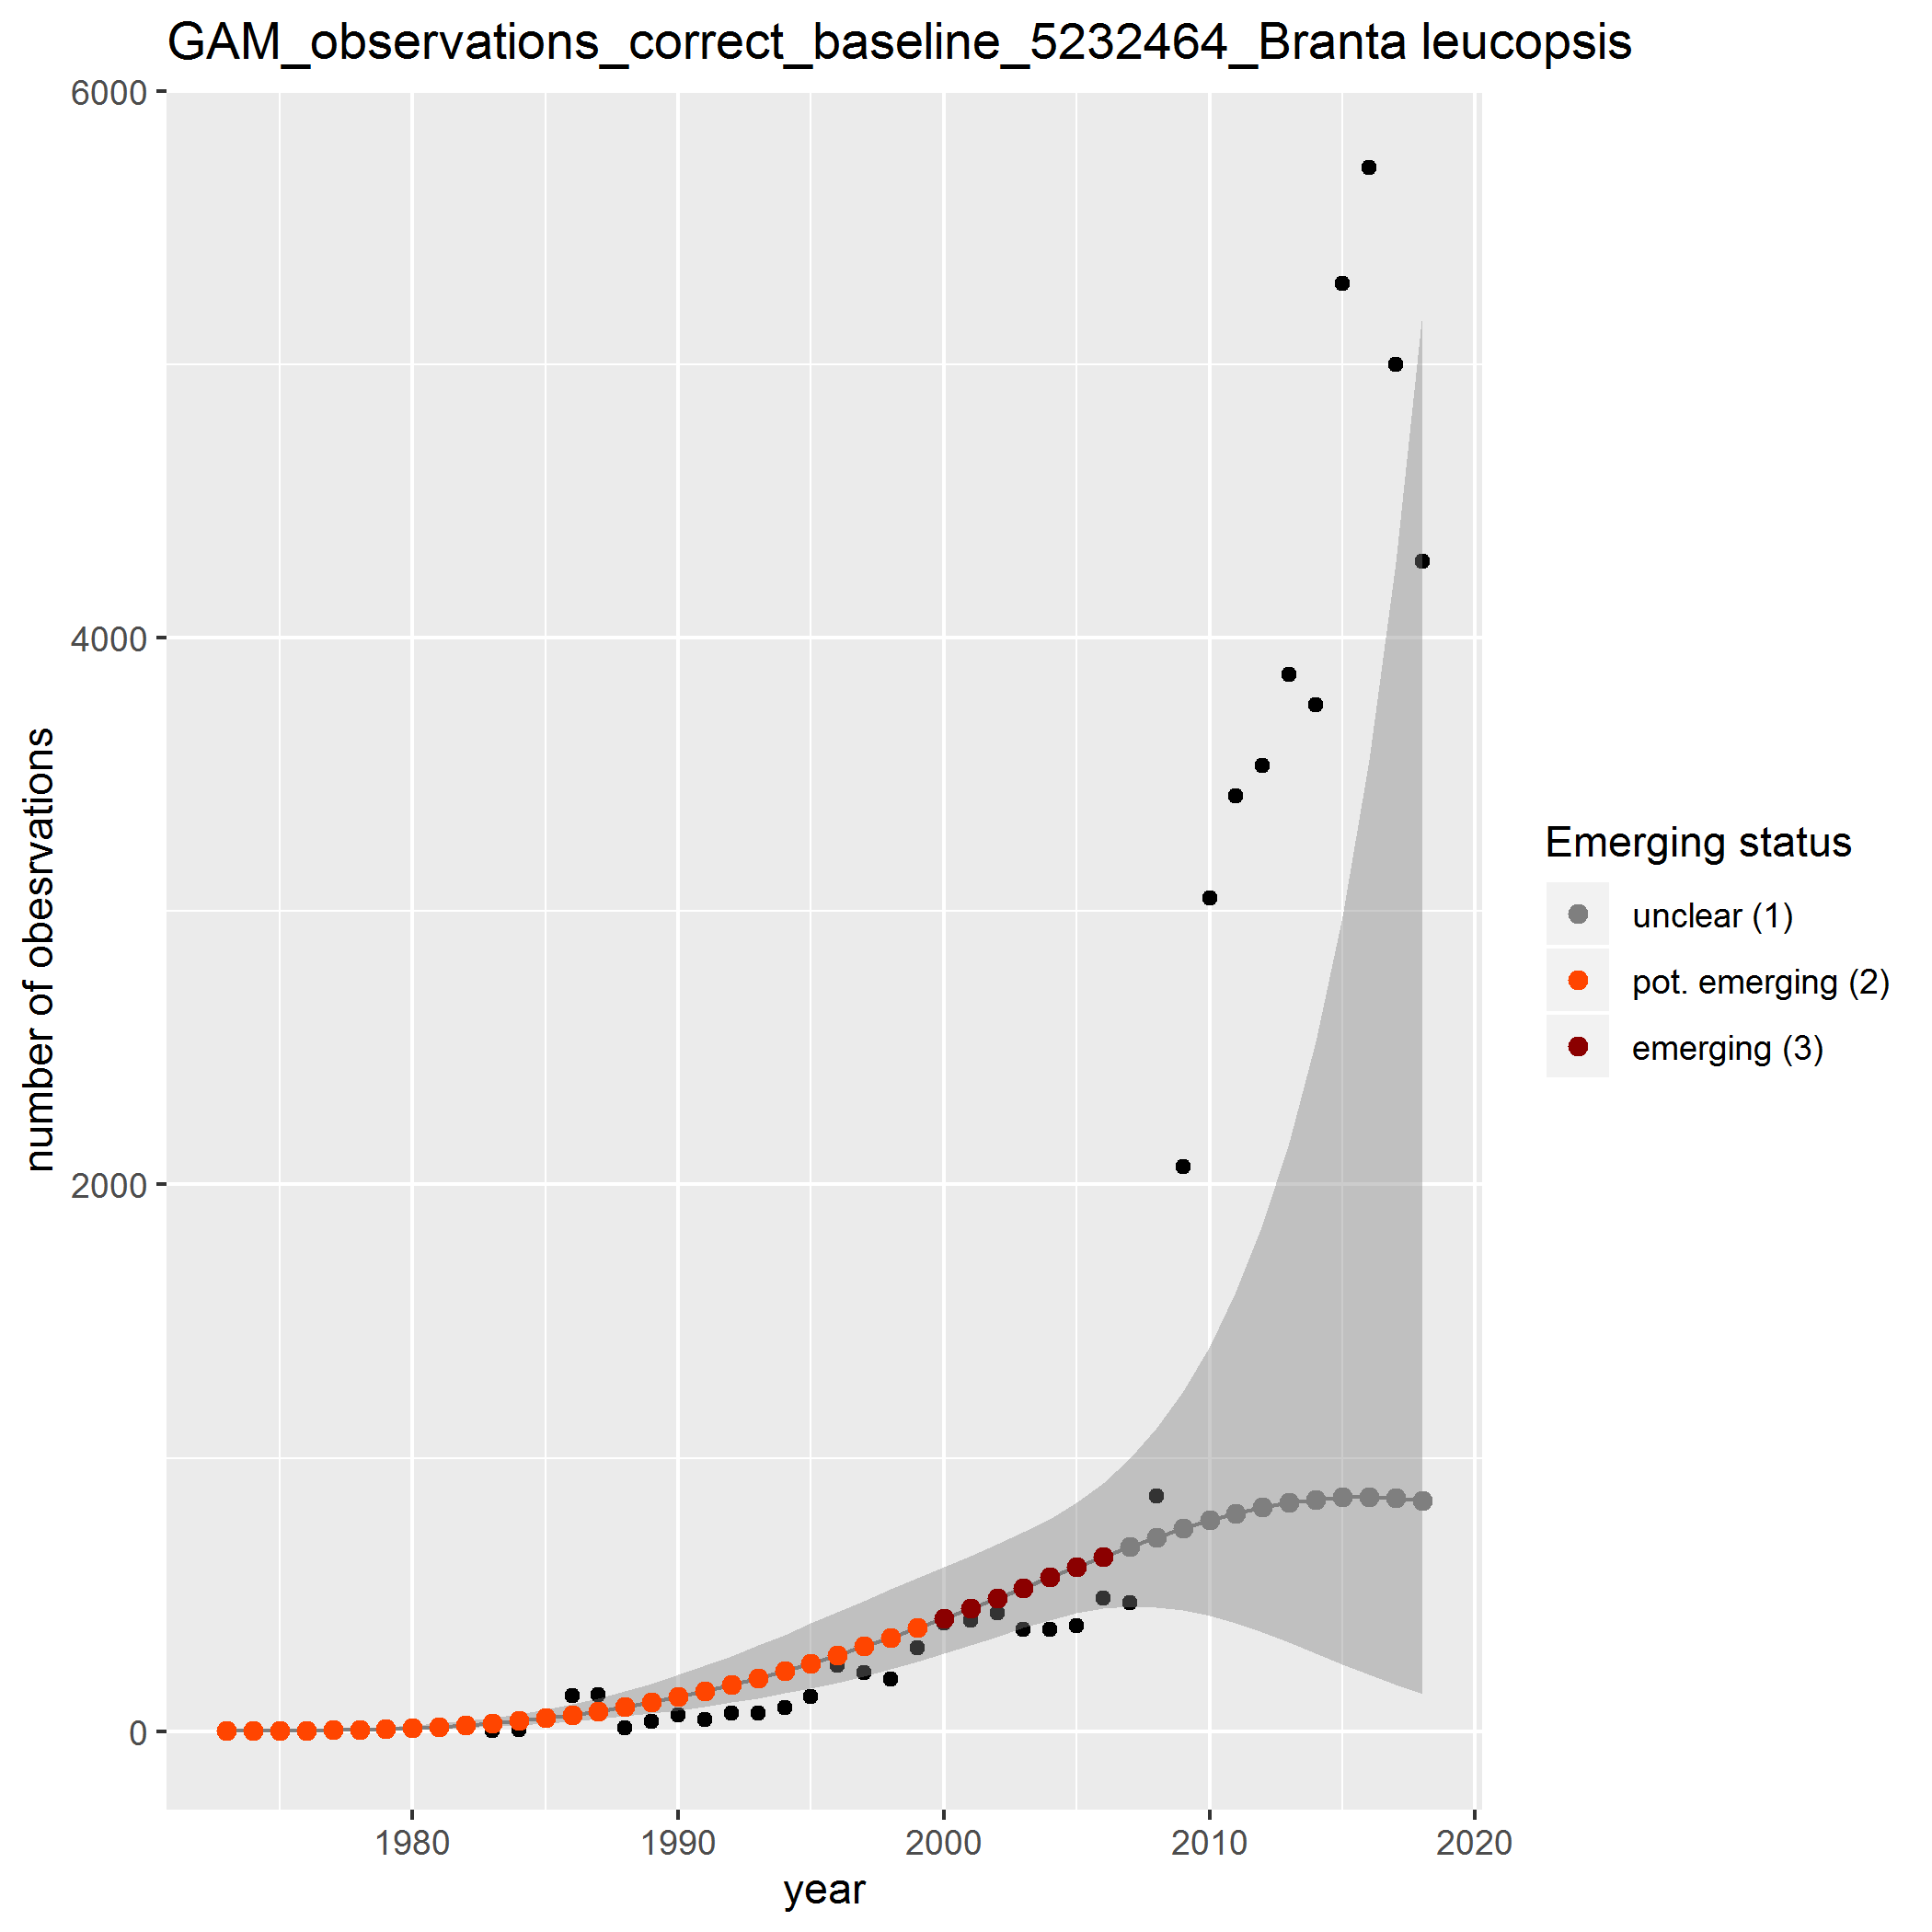 GAM_observations_correct_baseline_5232464_Branta leucopsis
6000
4000
2000
0
number of obesrvations
1980
1990
2000
2010
2020
year
Emerging status
unclear (1)
pot. emerging (2)
emerging (3)